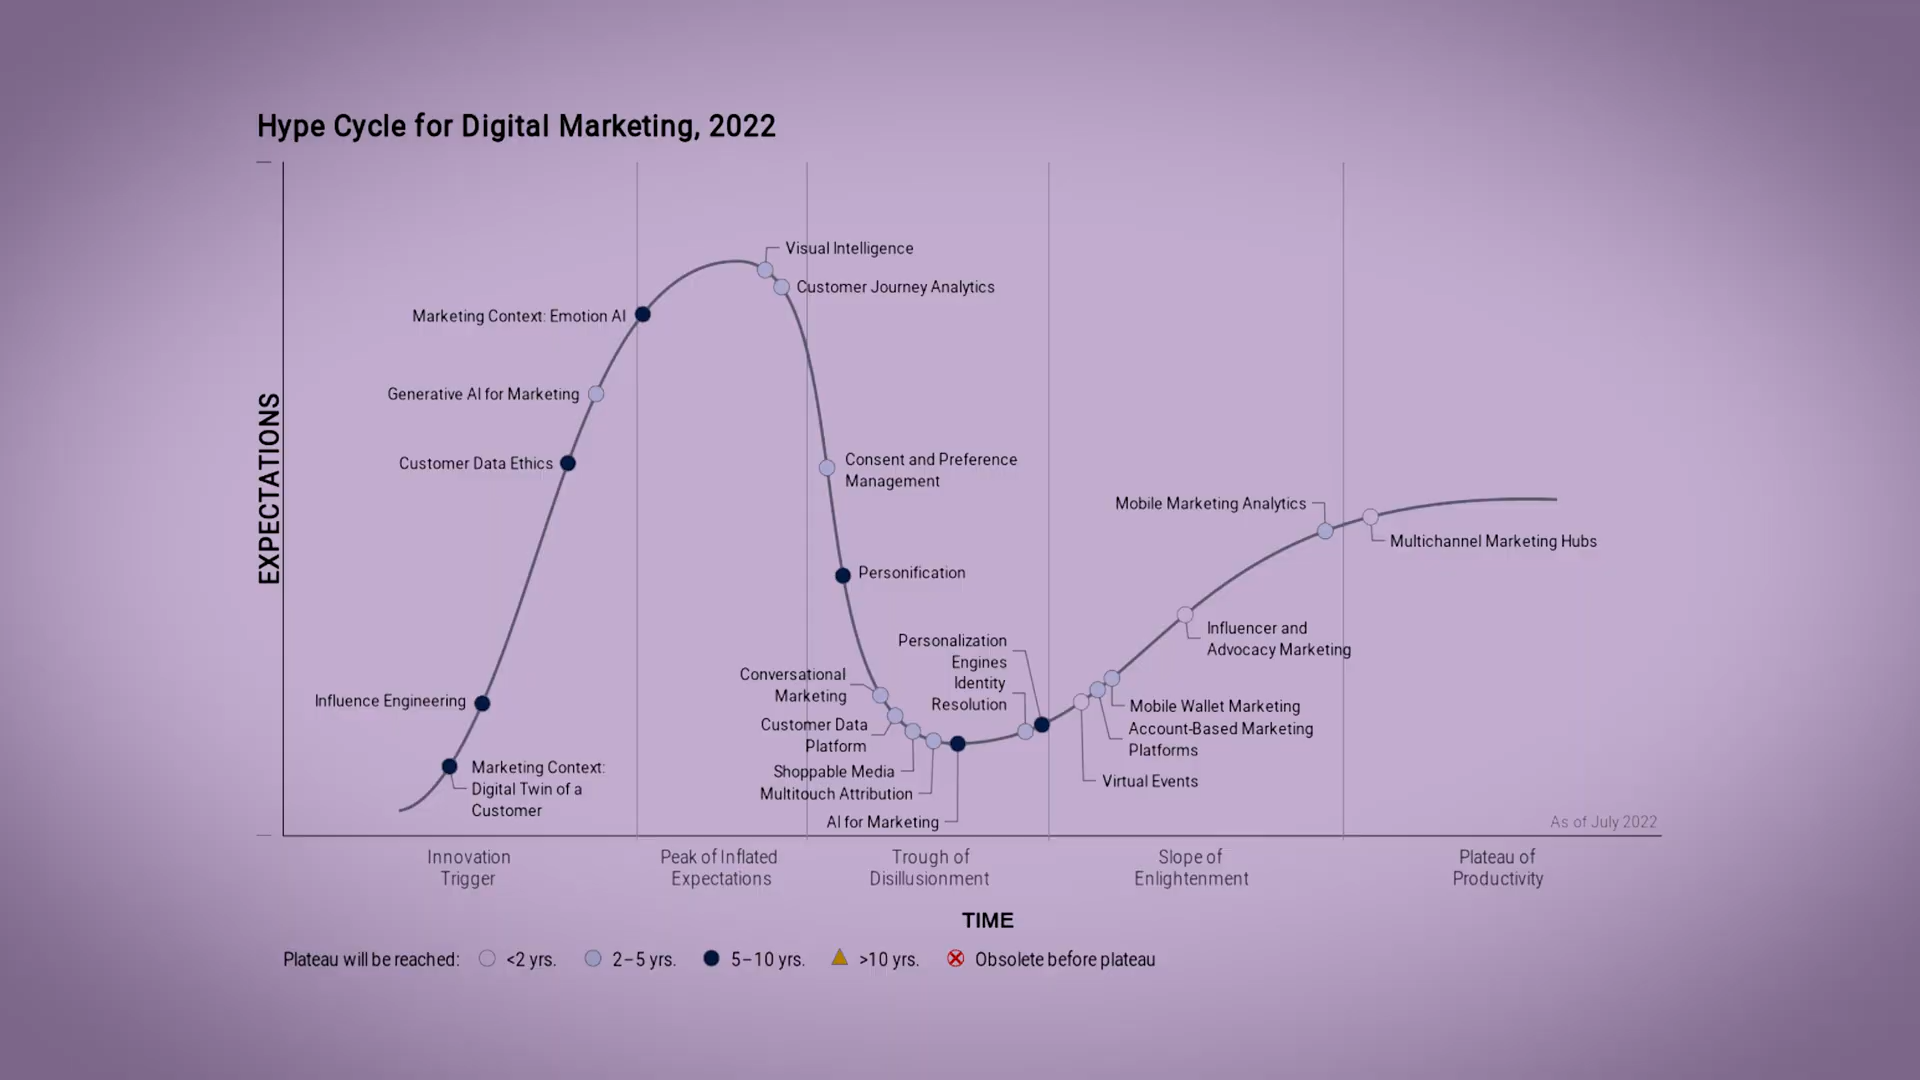 Hype Cycle for Digital Marketing, 2022
Visual Intelligence
Customer Journey Analytics
Marketing Context: Emotion AI
Generative AI for Marketing
Customer Data Ethics
EXPECTATIONS
Consent and Preference
Management
Mobile Marketing Analytics
Multichannel Marketing Hubs
Personification
Influencer and
Advocacy Marketing
Personalization
Engines
Identity
Resolution
Conversational
Marketing
Influence Engineering
Mobile Wallet Marketing
Customer Data
Platform
Account-Based Marketing
Platforms
Marketing Context:
Digital Twin of a
Customer
Shoppable Media
Virtual Events
Multitouch Attribution
AI for Marketing
As of July 2022
Innovation
Trigger
Peak of Inflated
Expectations
Trough of
Disillusionment
Slope of
Enlightenment
Plateau of
Productivity
TIME
Plateau will be reached: <2 yrs. 2–5 yrs. 5–10 yrs. >10 yrs. Obsolete before plateau